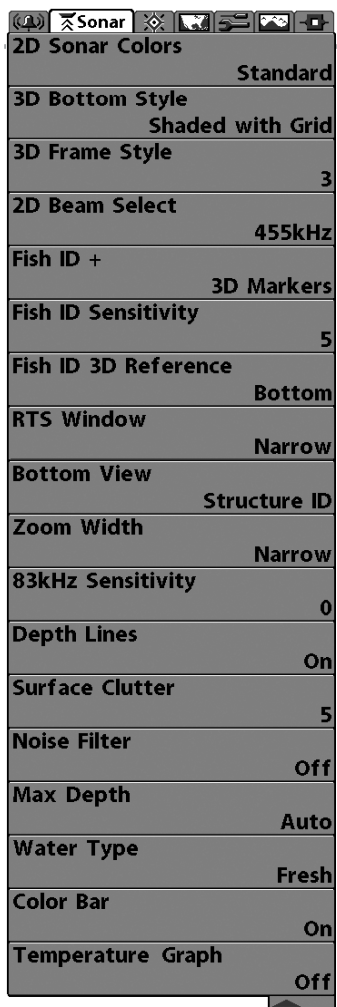 Sonar
2D Sonar Colors
Standard
3D Bottom Style
Shaded with Grid
3D Frame Style
3
2D Beam Select
455kHz
Fish ID +
3D Markers
Fish ID Sensitivity
5
Fish ID 3D Reference
Bottom
RTS Window
Narrow
Bottom View
Structure ID
Zoom Width
Narrow
83kHz Sensitivity
0
Depth Lines
On
Surface Clutter
5
Noise Filter
Off
Max Depth
Auto
Water Type
Fresh
Color Bar
On
Temperature Graph
Off